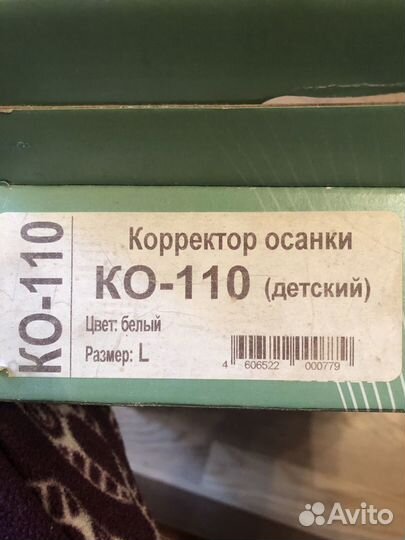 КО-110
Корректор осанки
КО-110 (детский)
Цвет: белый
Размер: L
4 606522 000779
Avito